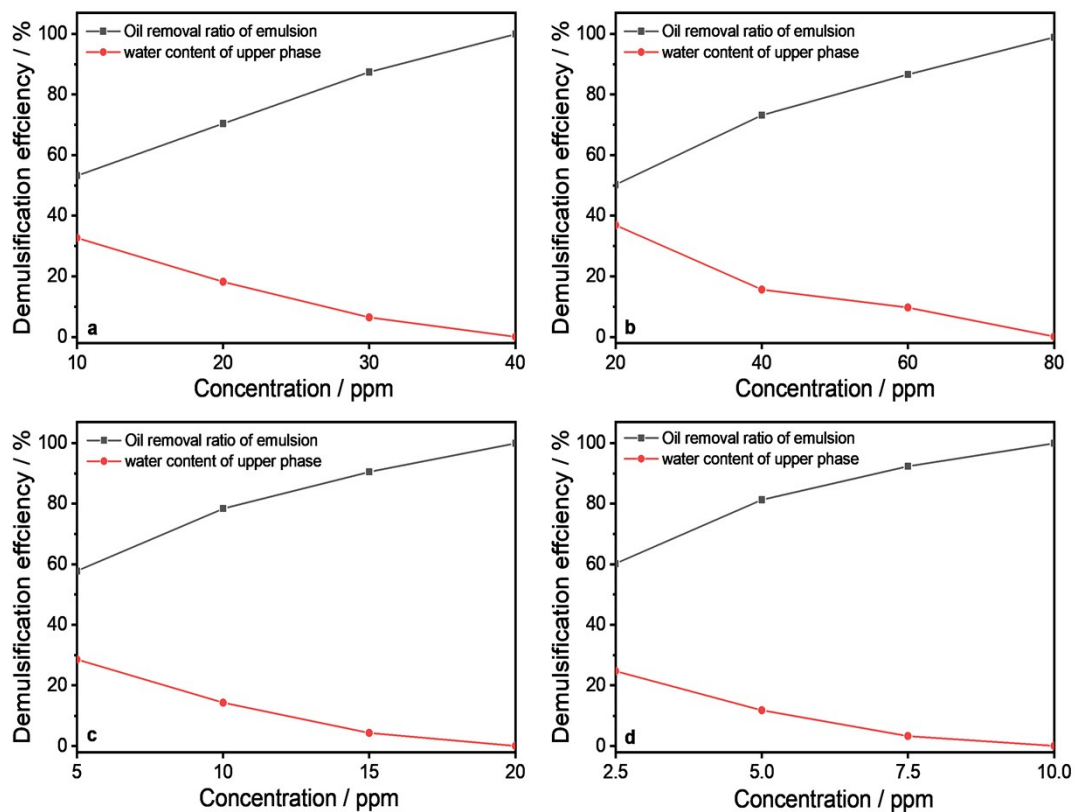 Oil removal ratio of emulsion
water content of upper phase
Demulsification effciency / %
100
80
60
40
20
0
a
10 20 30 40
Concentration / ppm
Oil removal ratio of emulsion
water content of upper phase
Demulsification effciency / %
100
80
60
40
20
0
b
20 40 60 80
Concentration / ppm
Oil removal ratio of emulsion
water content of upper phase
Demulsification effciency / %
100
80
60
40
20
0
c
5 10 15 20
Concentration / ppm
Oil removal ratio of emulsion
water content of upper phase
Demulsification effciency / %
100
80
60
40
20
0
d
2.5 5.0 7.5 10.0
Concentration / ppm